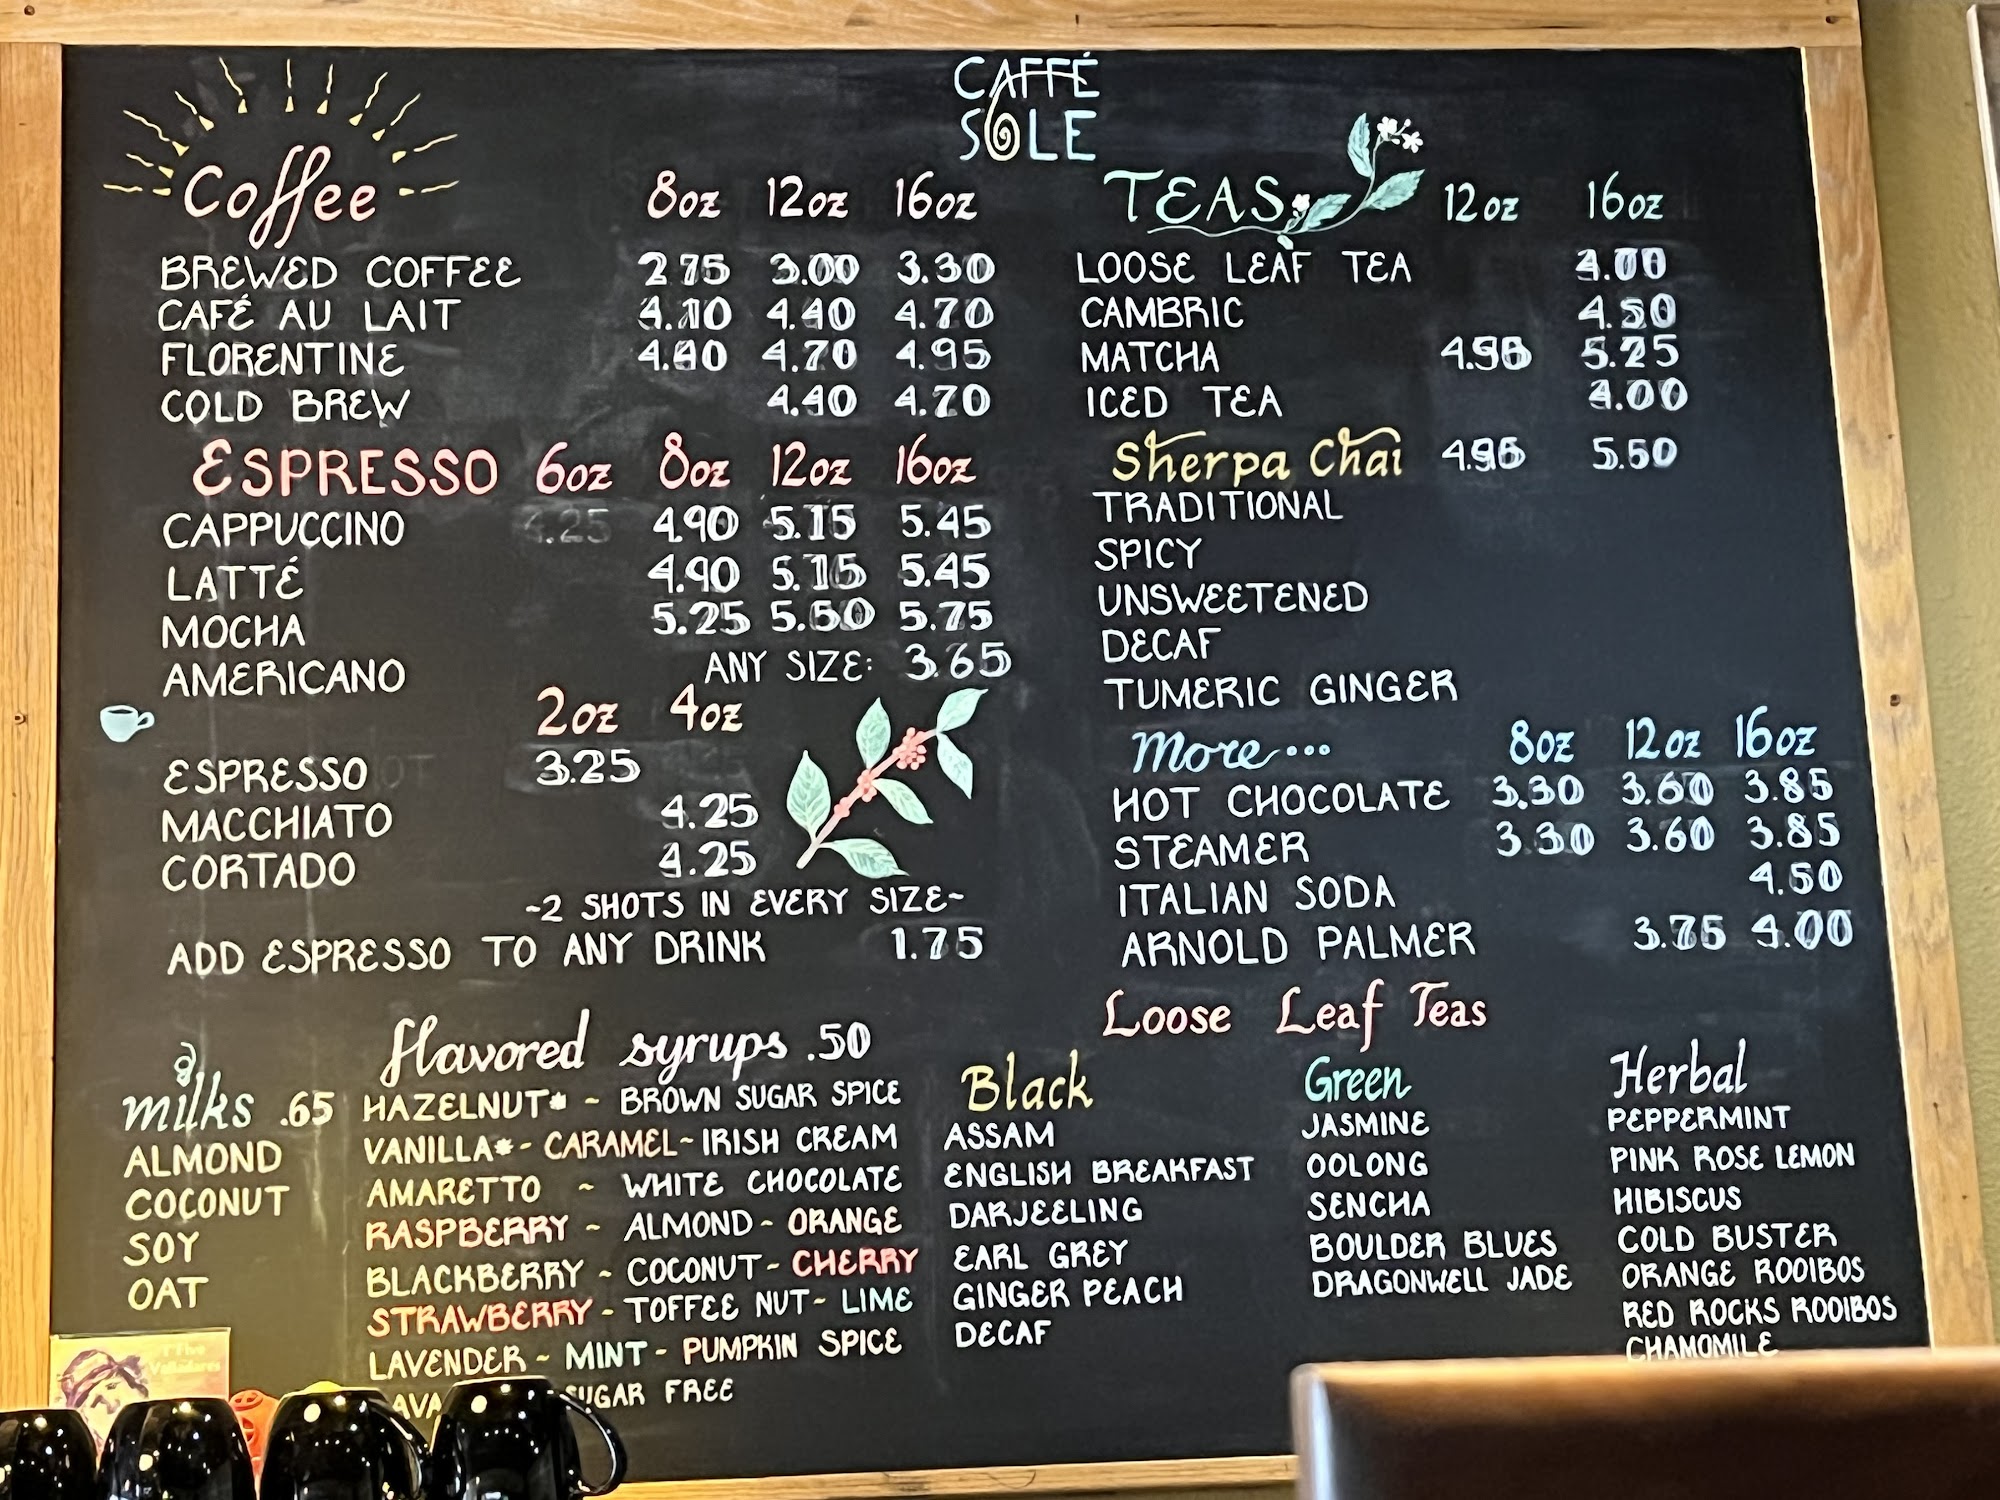 CAFFÉ
SOLE
Coffee 8oz 12oz 16oz
BREWED COFFEE 2.75 3.00 3.30
CAFÉ AU LAIT 4.10 4.40 4.70
FLORENTINE 4.40 4.70 4.95
COLD BREW 4.40 4.70
ESPRESSO 6oz 8oz 12oz 16oz
CAPPUCCINO 4.25 4.90 5.15 5.45
LATTÉ 4.90 5.15 5.45
MOCHA 5.25 5.50 5.75
AMERICANO ANY SIZE: 3.65
2oz 4oz
ESPRESSO 3.25
MACCHIATO 4.25
CORTADO 4.25
~2 SHOTS IN EVERY SIZE~
ADD ESPRESSO TO ANY DRINK 1.75
TEAS 12oz 16oz
LOOSE LEAF TEA 4.00
CAMBRIC 4.50
MATCHA 4.95 5.25
ICED TEA 4.00
Sherpa Chai 4.95 5.50
TRADITIONAL
SPICY
UNSWEETENED
DECAF
TUMERIC GINGER
More... 8oz 12oz 16oz
HOT CHOCOLATE 3.30 3.60 3.85
STEAMER 3.30 3.60 3.85
ITALIAN SODA 4.50
ARNOLD PALMER 3.75 4.00
milks .65
ALMOND
COCONUT
SOY
OAT
flavored syrups .50
HAZELNUT* ~ BROWN SUGAR SPICE
VANILLA* ~ CARAMEL ~ IRISH CREAM
AMARETTO ~ WHITE CHOCOLATE
RASPBERRY ~ ALMOND ~ ORANGE
BLACKBERRY ~ COCONUT ~ CHERRY
STRAWBERRY ~ TOFFEE NUT ~ LIME
LAVENDER ~ MINT ~ PUMPKIN SPICE
SUGAR FREE
Loose Leaf Teas
Black
ASSAM
ENGLISH BREAKFAST
DARJEELING
EARL GREY
GINGER PEACH
DECAF
Green
JASMINE
OOLONG
SENCHA
BOULDER BLUES
DRAGONWELL JADE
Herbal
PEPPERMINT
PINK ROSE LEMON
HIBISCUS
COLD BUSTER
ORANGE ROOIBOS
RED ROCKS ROOIBOS
CHAMOMILE
Valladares